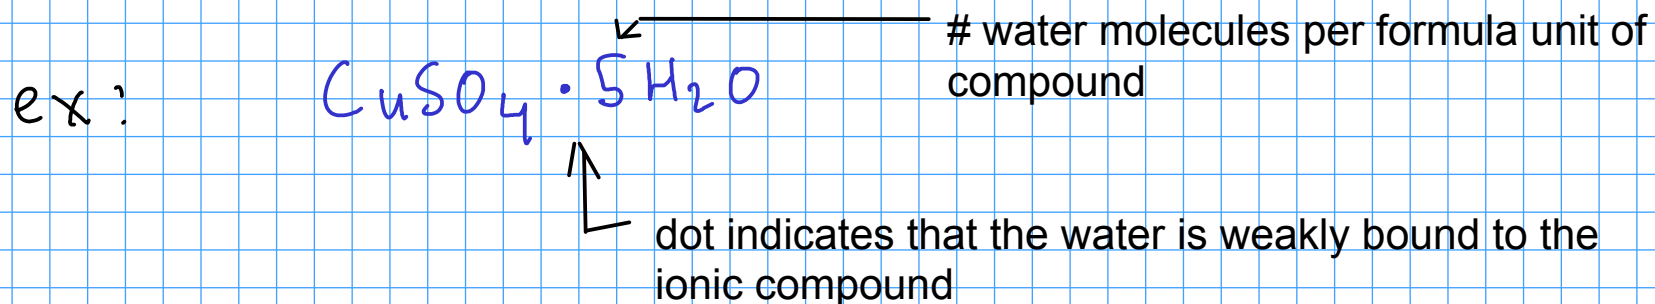 # water molecules per formula unit of
compound
ex: CuSO4 · 5H2O
dot indicates that the water is weakly bound to the
ionic compound